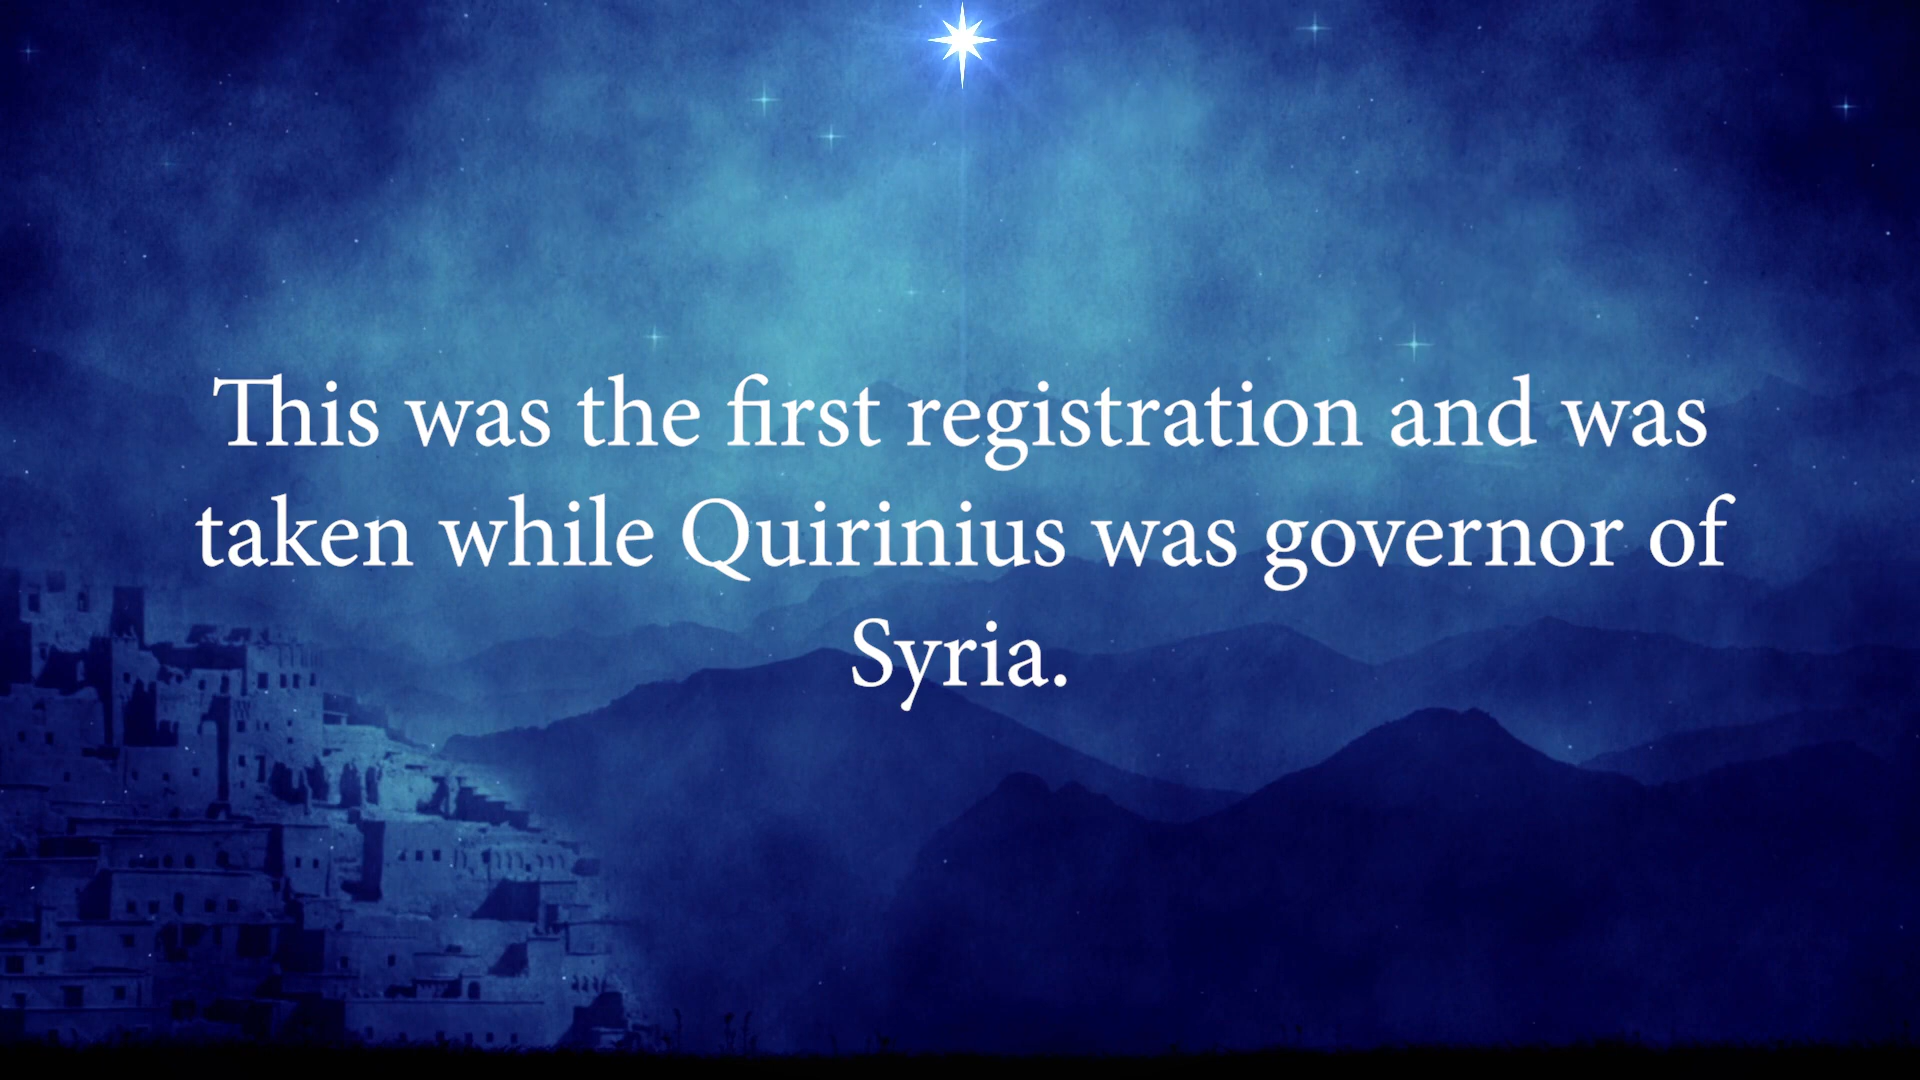 This was the first registration and was
taken while Quirinius was governor of
Syria.